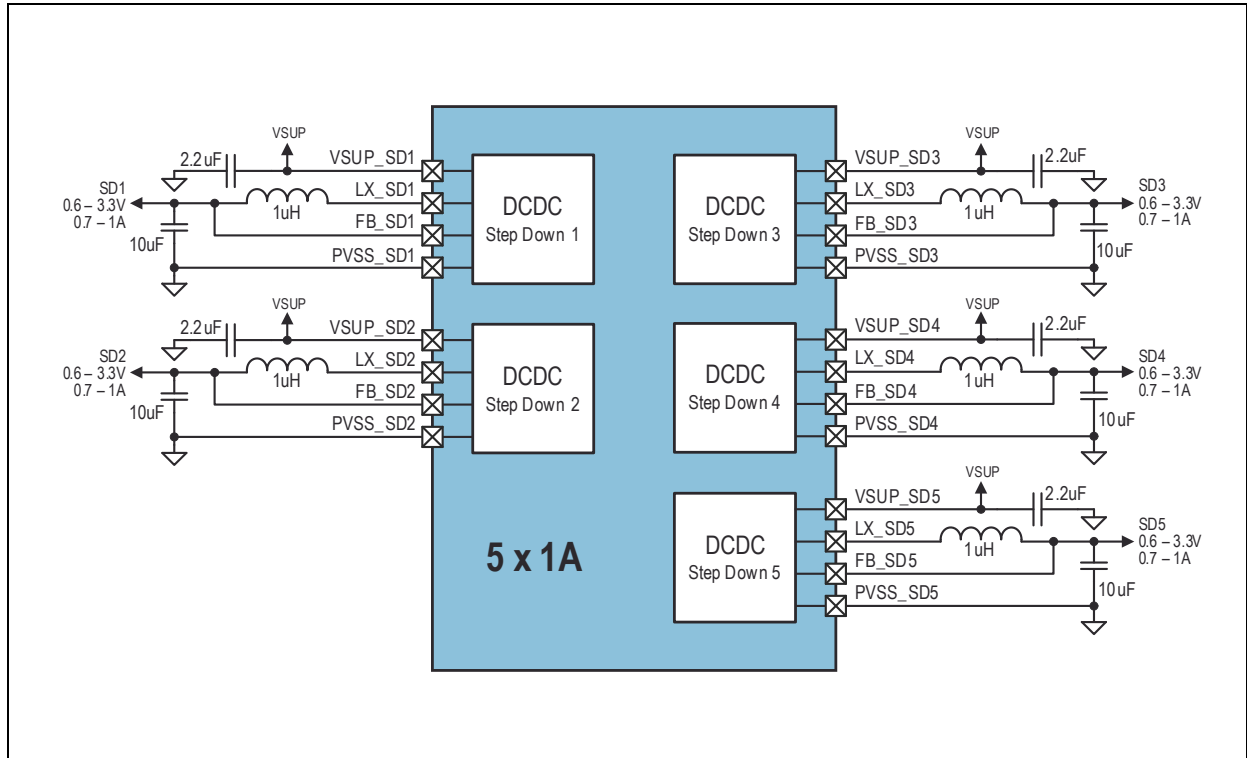 VSUP
2.2uF
VSUP_SD1
SD1
0.6 – 3.3V
0.7 – 1A
LX_SD1
1uH
FB_SD1
10uF
PVSS_SD1
DCDC
Step Down 1
VSUP
2.2uF
VSUP_SD2
SD2
0.6 – 3.3V
0.7 – 1A
LX_SD2
1uH
FB_SD2
10uF
PVSS_SD2
DCDC
Step Down 2
5 x 1A
DCDC
Step Down 3
VSUP
VSUP_SD3
2.2uF
LX_SD3
1uH
SD3
0.6 – 3.3V
0.7 – 1A
FB_SD3
10uF
PVSS_SD3
DCDC
Step Down 4
VSUP
VSUP_SD4
2.2uF
LX_SD4
1uH
SD4
0.6 – 3.3V
0.7 – 1A
FB_SD4
10uF
PVSS_SD4
DCDC
Step Down 5
VSUP
VSUP_SD5
2.2uF
LX_SD5
1uH
SD5
0.6 – 3.3V
0.7 – 1A
FB_SD5
10uF
PVSS_SD5